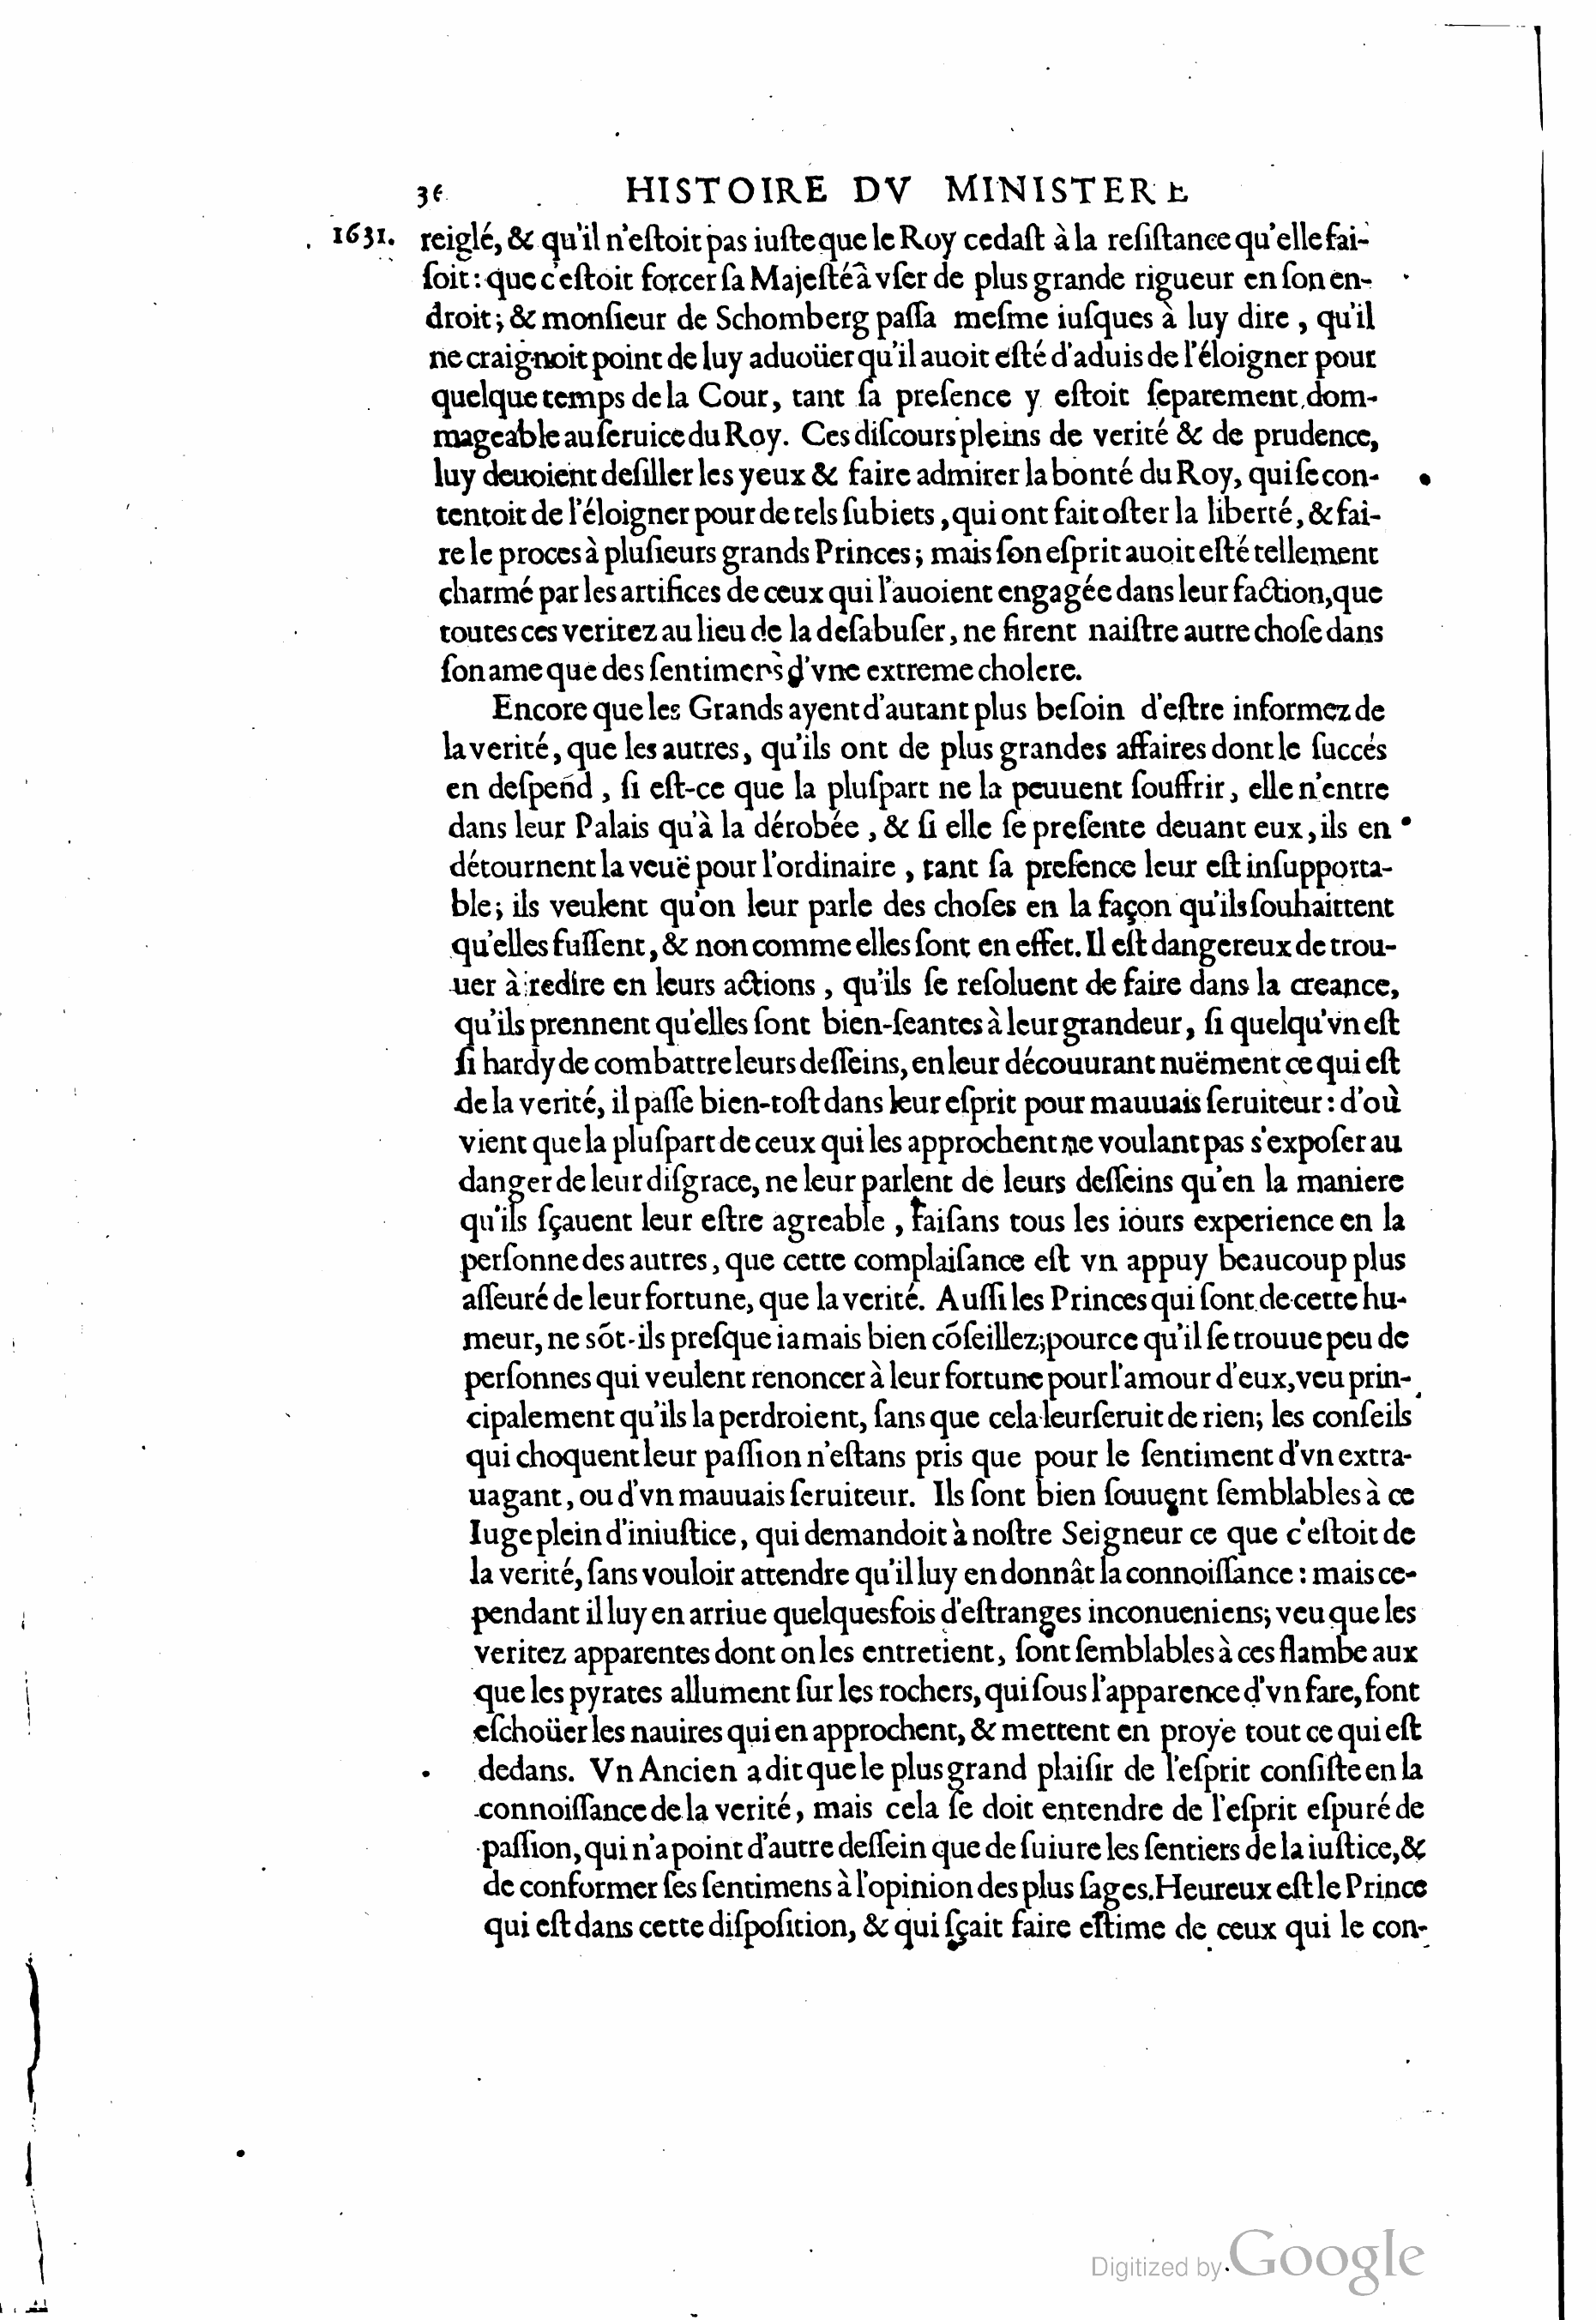 36 HISTOIRE DV MINISTERE
1631. reiglé, & qu'il n'eſtoit pas iuſte que le Roy cedaſt à la reſiſtance qu'elle fai-
ſoit : que c'eſtoit forcer ſa Majeſté à vſer de plus grande rigueur en ſon en-
droit ; & monſieur de Schomberg paſſa meſme iuſques à luy dire , qu'il
ne craignoit point de luy aduoüer qu'il auoit eſté d'aduis de l'éloigner pour
quelque temps de la Cour, tant ſa preſence y eſtoit ſeparement dom-
mageable au ſeruice du Roy. Ces diſcours pleins de verité & de prudence,
luy deuoient deſiller les yeux & faire admirer la bonté du Roy, qui ſe con-
tentoit de l'éloigner pour de tels ſubiets , qui ont fait oſter la liberté, & fai-
re le proces à pluſieurs grands Princes ; mais ſon eſprit auoit eſté tellement
charmé par les artifices de ceux qui l'auoient engagée dans leur faction, que
toutes ces veritez au lieu de la deſabuſer, ne firent naiſtre autre choſe dans
ſon ame que des ſentimens d'vne extreme cholere.
Encore que les Grands ayent d'autant plus beſoin d'eſtre informez de
la verité, que les autres, qu'ils ont de plus grandes affaires dont le ſuccés
en deſpend , ſi eſt-ce que la pluſpart ne la peuuent ſouffrir, elle n'entre
dans leur Palais qu'à la dérobée , & ſi elle ſe preſente deuant eux, ils en
détournent la veuë pour l'ordinaire , tant ſa preſence leur eſt inſupporta-
ble ; ils veulent qu'on leur parle des choſes en la façon qu'ils ſouhaittent
qu'elles fuſſent, & non comme elles ſont en effet. Il eſt dangereux de trou-
uer à redire en leurs actions , qu'ils ſe reſoluent de faire dans la creance,
qu'ils prennent qu'elles ſont bien-ſeantes à leur grandeur, ſi quelqu'vn eſt
ſi hardy de combattre leurs deſſeins, en leur découurant nuëment ce qui eſt
de la verité, il paſſe bien-toſt dans leur eſprit pour mauuais ſeruiteur : d'où
vient que la pluſpart de ceux qui les approchent ne voulant pas s'expoſer au
danger de leur diſgrace, ne leur parlent de leurs deſſeins qu'en la maniere
qu'ils ſçauent leur eſtre agreable , faiſans tous les iours experience en la
perſonne des autres, que cette complaiſance eſt vn appuy beaucoup plus
aſſeuré de leur fortune, que la verité. Auſſi les Princes qui ſont de cette hu-
meur, ne sõt-ils preſque iamais bien cõſeillez; pource qu'il ſe trouue peu de
perſonnes qui veulent renoncer à leur fortune pour l'amour d'eux, veu prin-
cipalement qu'ils la perdroient, ſans que cela leur ſeruit de rien; les conſeils
qui choquent leur paſſion n'eſtans pris que pour le ſentiment d'vn extra-
uagant, ou d'vn mauuais ſeruiteur. Ils ſont bien ſouuent ſemblables à ce
Iuge plein d'iniuſtice, qui demandoit à noſtre Seigneur ce que c'eſtoit de
la verité, ſans vouloir attendre qu'il luy en donnât la connoiſſance : mais ce-
pendant il luy en arriue quelquesfois d'eſtranges inconueniens; veu que les
veritez apparentes dont on les entretient, ſont ſemblables à ces flambe aux
que les pyrates allument ſur les rochers, qui ſous l'apparence d'vn fare, font
eſchoüer les nauires qui en approchent, & mettent en proye tout ce qui eſt
dedans. Vn Ancien a dit que le plus grand plaiſir de l'eſprit conſiſte en la
connoiſſance de la verité, mais cela ſe doit entendre de l'eſprit eſpuré de
paſſion, qui n'a point d'autre deſſein que de ſuiure les ſentiers de la iuſtice, &
de conformer ſes ſentimens à l'opinion des plus ſages. Heureux eſt le Prince
qui eſt dans cette diſpoſition, & qui ſçait faire eſtime de ceux qui le con-
Digitized by Google